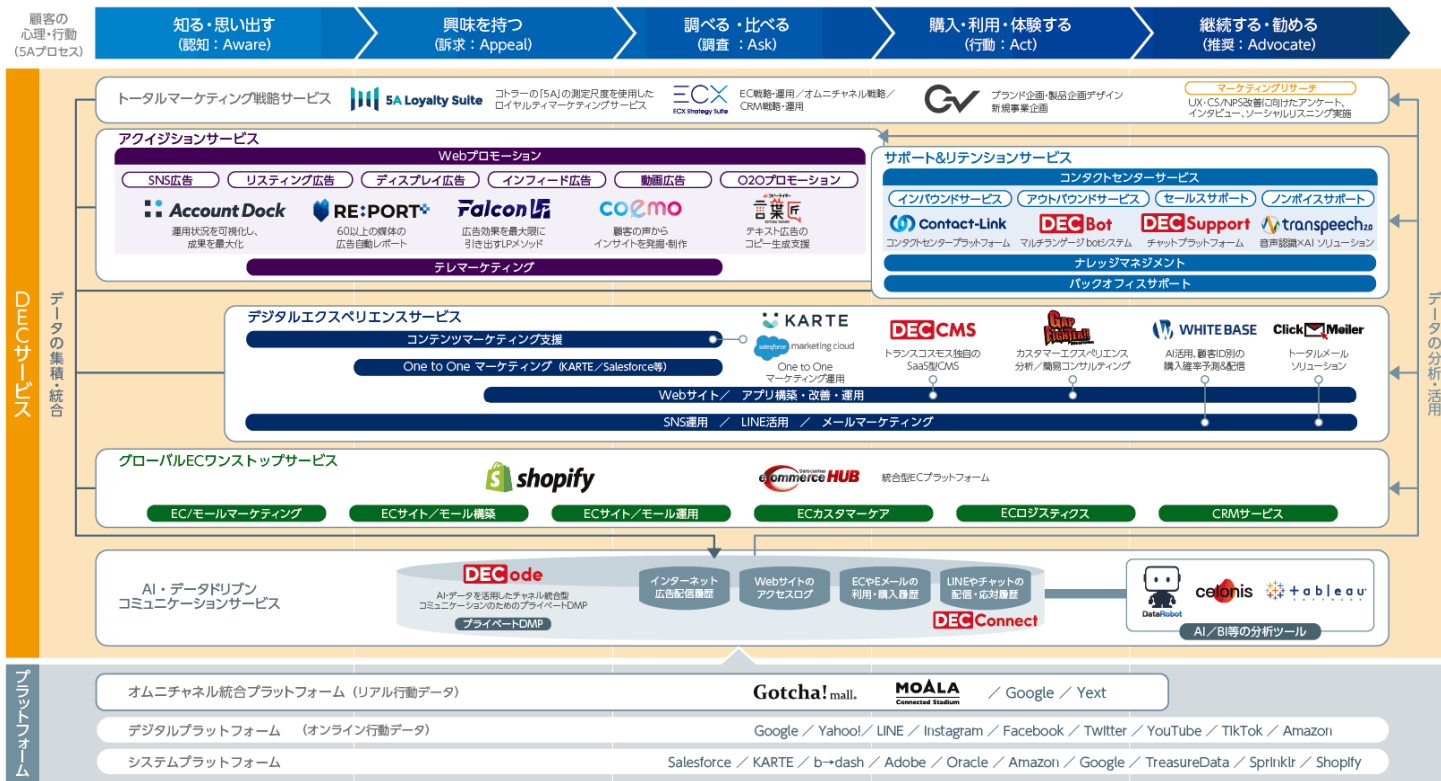 顧客の
心理・行動
(5Aプロセス)
知る・思い出す
(認知:Aware)
興味を持つ
(訴求:Appeal)
調べる・比べる
(調査:Ask)
購入・利用・体験する
(行動:Act)
継続する・勧める
(推奨:Advocate)
DECサービス
データの集積・統合
データの分析・活用
トータルマーケティング戦略サービス
5A Loyalty Suite
コトラーの「5A」の測定尺度を使用した
ロイヤルティマーケティングサービス
ECX
ECX Strategy Suite
EC戦略・運用/オムニチャネル戦略/
CRM戦略・運用
ブランド企画・製品企画デザイン
新規事業企画
マーケティングリサーチ
UX・CS/NPS改善に向けたアンケート、
インタビュー、ソーシャルリスニング実施
アクイジションサービス
Webプロモーション
SNS広告
リスティング広告
ディスプレイ広告
インフィード広告
動画広告
O2Oプロモーション
Account Dock
運用状況を可視化し、
成果を最大化
RE:PORT
60以上の媒体の
広告自動レポート
Falcon
広告効果を最大限に
引き出すLPメソッド
coemo
顧客の声から
インサイトを発掘・制作
言葉匠
テキスト広告の
コピー生成支援
テレマーケティング
サポート&リテンションサービス
コンタクトセンターサービス
インバウンドサービス
アウトバウンドサービス
セールスサポート
ノンボイスサポート
Contact-Link
コンタクトセンタープラットフォーム
DEC Bot
マルチランゲージ botシステム
DEC Support
チャットプラットフォーム
transpeech2.0
音声認識×AI ソリューション
ナレッジマネジメント
バックオフィスサポート
デジタルエクスペリエンスサービス
コンテンツマーケティング支援
One to One マーケティング(KARTE/Salesforce等)
Webサイト/ アプリ構築・改善・運用
SNS運用 / LINE活用 / メールマーケティング
KARTE
salesforce marketing cloud
One to One
マーケティング運用
DEC CMS
トランスコスモス独自の
SaaS型CMS
GAP FIGHTER!!
カスタマーエクスペリエンス
分析/簡易コンサルティング
WHITE BASE
AI活用、顧客ID別の
購入確率予測&配信
Click Mailer
トータルメール
ソリューション
グローバルECワンストップサービス
shopify
eCommerce HUB
統合型ECプラットフォーム
EC/モールマーケティング
ECサイト/モール構築
ECサイト/モール運用
ECカスタマーケア
ECロジスティクス
CRMサービス
AI・データドリブン
コミュニケーションサービス
DECode
AI・データを活用したチャネル統合型
コミュニケーションのためのプライベートDMP
プライベートDMP
インターネット
広告配信履歴
Webサイトの
アクセスログ
ECやEメールの
利用・購入履歴
LINEやチャットの
配信・応対履歴
DEC Connect
DataRobot
celonis
+ableau
AI/BI等の分析ツール
プラットフォーム
オムニチャネル統合プラットフォーム(リアル行動データ)
Gotcha! mall.
MOALA
Connected Stadium
/ Google / Yext
デジタルプラットフォーム (オンライン行動データ)
Google / Yahoo!/ LINE / Instagram / Facebook / Twitter / YouTube / TikTok / Amazon
システムプラットフォーム
Salesforce / KARTE / b→dash / Adobe / Oracle / Amazon / Google / TreasureData / Sprinklr / Shopify